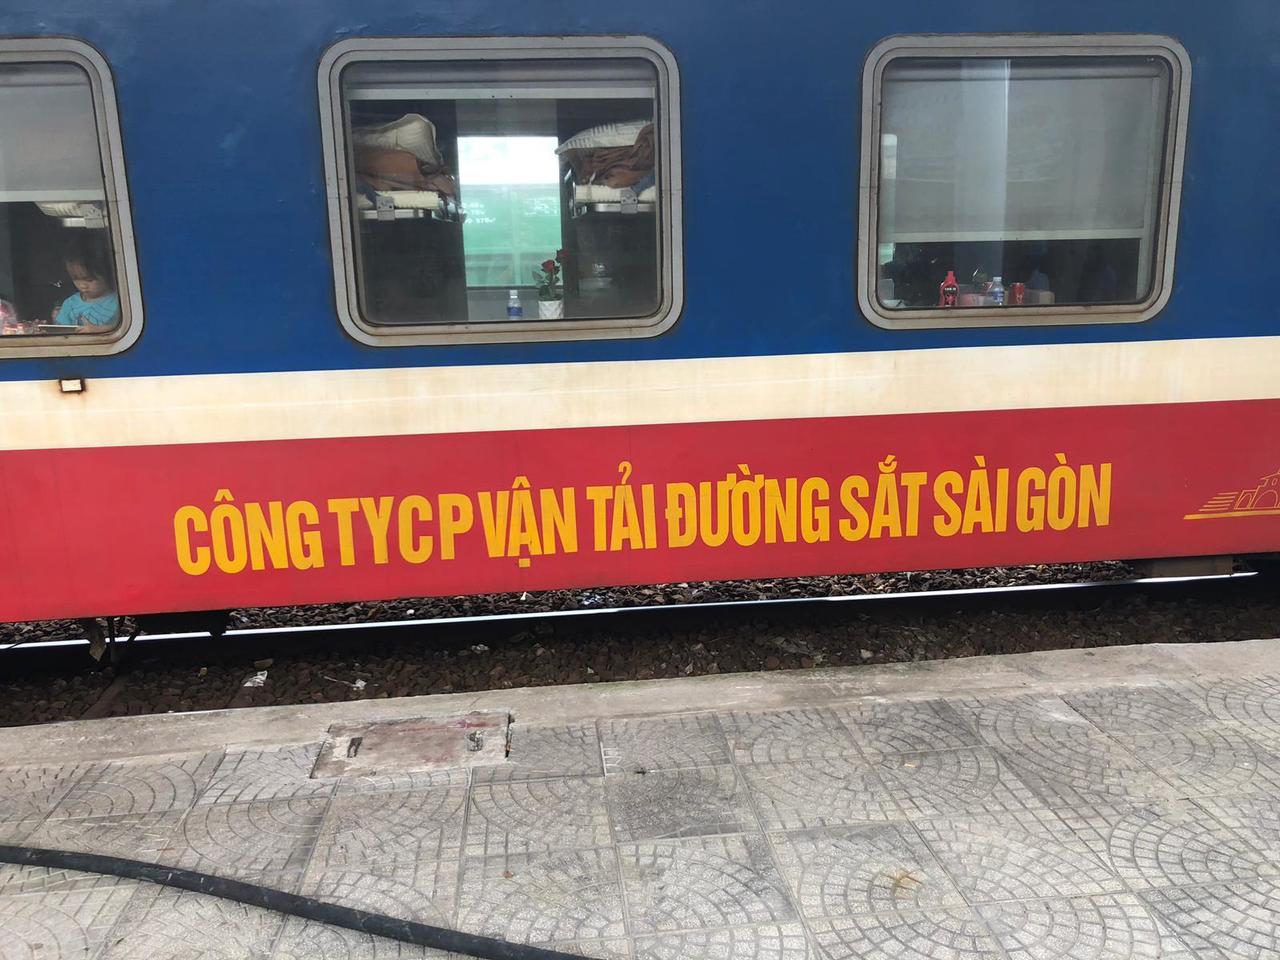 CÔNG TY CP VẬN TẢI ĐƯỜNG SẮT SÀI GÒN